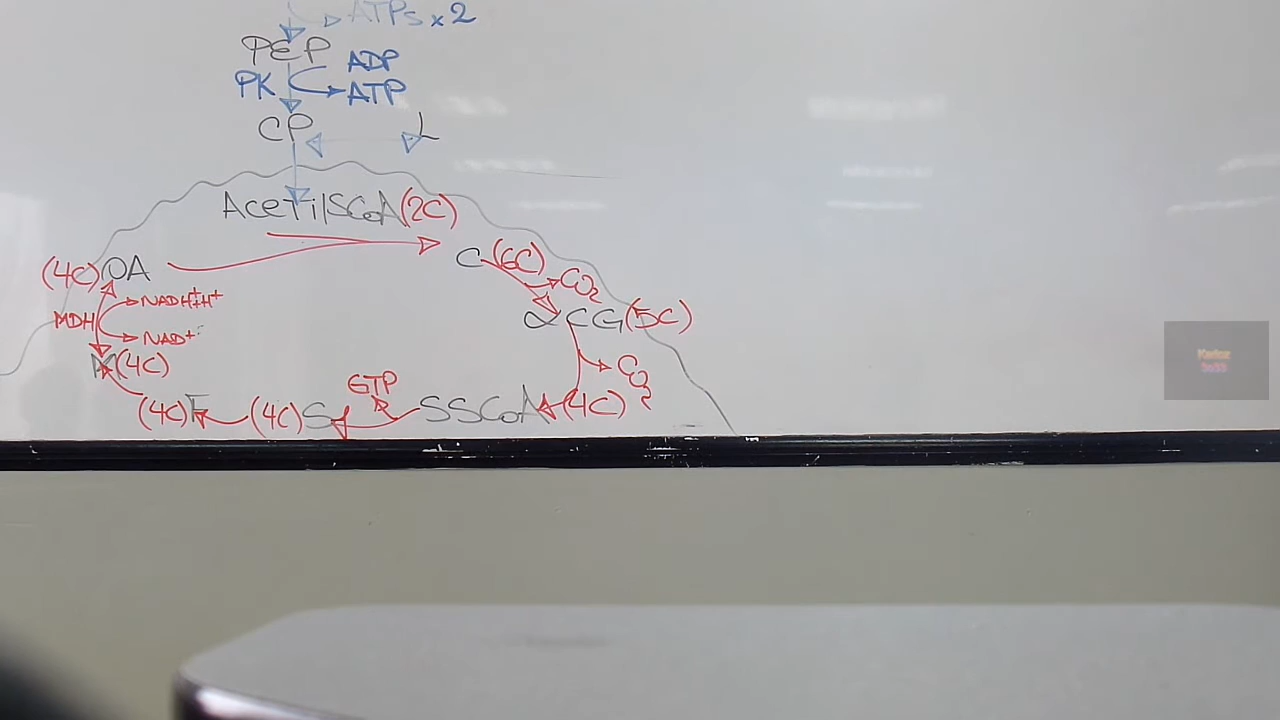 ATPs x 2
PEP
ADP
PK
ATP
CP
L
AcetilSCoA (2C)
C (6C)
CO2
(4C) OA
NADH+H+
αCG (5C)
MDH
NAD+
M (4C)
CO2
GTP
(4C) F
(4C) S
SSCoA (4C)